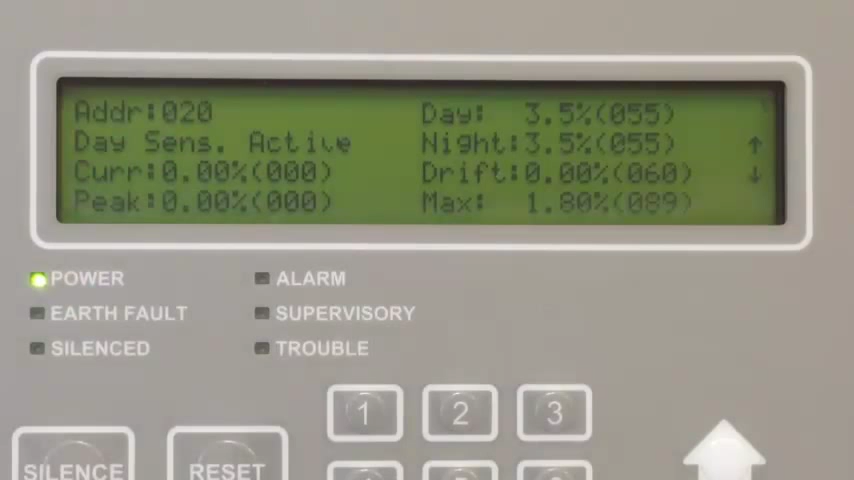 Addr:020 Day: 3.5%(055)
Day Sens. Active Night:3.5%(055)
Curr:0.00%(000) Drift:0.00%(060)
Peak:0.00%(000) Max: 1.80%(089)
POWER ALARM
EARTH FAULT SUPERVISORY
SILENCED TROUBLE
1 2 3
SILENCE RESET